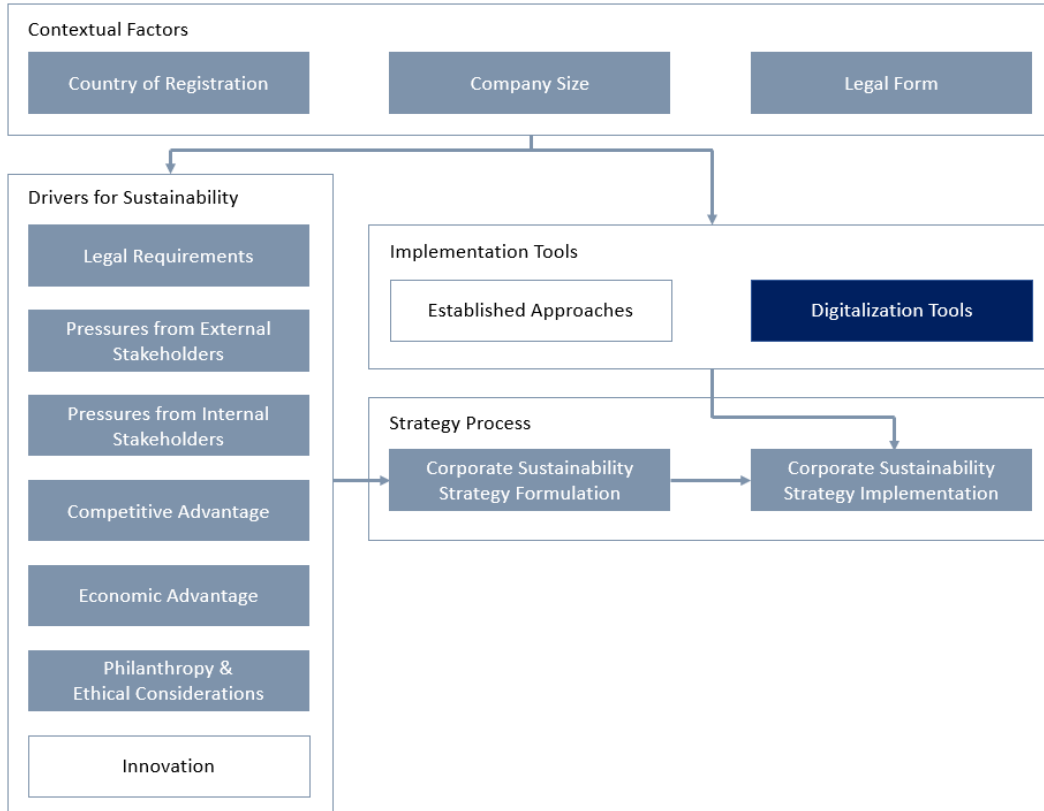 Contextual Factors
Country of Registration
Company Size
Legal Form
Drivers for Sustainability
Legal Requirements
Pressures from External
Stakeholders
Pressures from Internal
Stakeholders
Competitive Advantage
Economic Advantage
Philanthropy &
Ethical Considerations
Innovation
Implementation Tools
Established Approaches
Digitalization Tools
Strategy Process
Corporate Sustainability
Strategy Formulation
Corporate Sustainability
Strategy Implementation